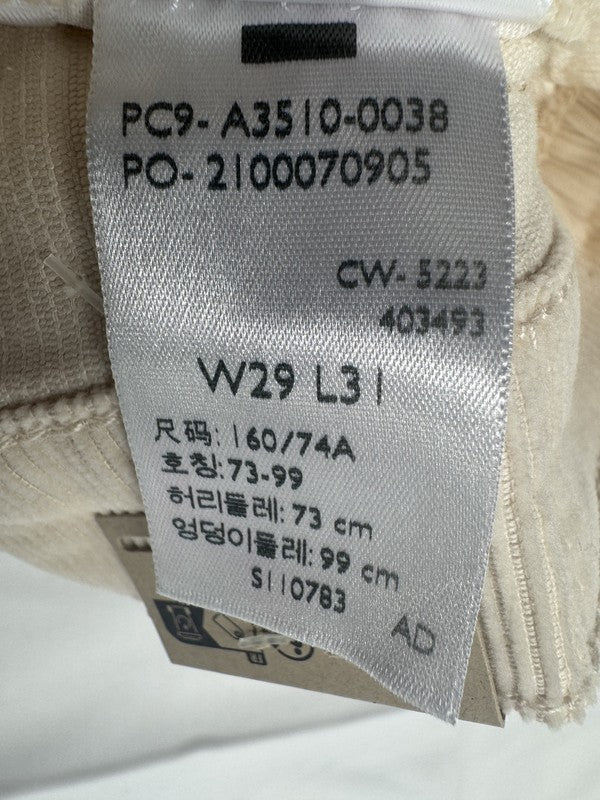 PC9- A3510-0038
PO- 2100070905
CW- 5223
403493
W29 L31
尺码: 160/74A
호칭: 73-99
허리둘레: 73 cm
엉덩이둘레: 99 cm
S110783
AD